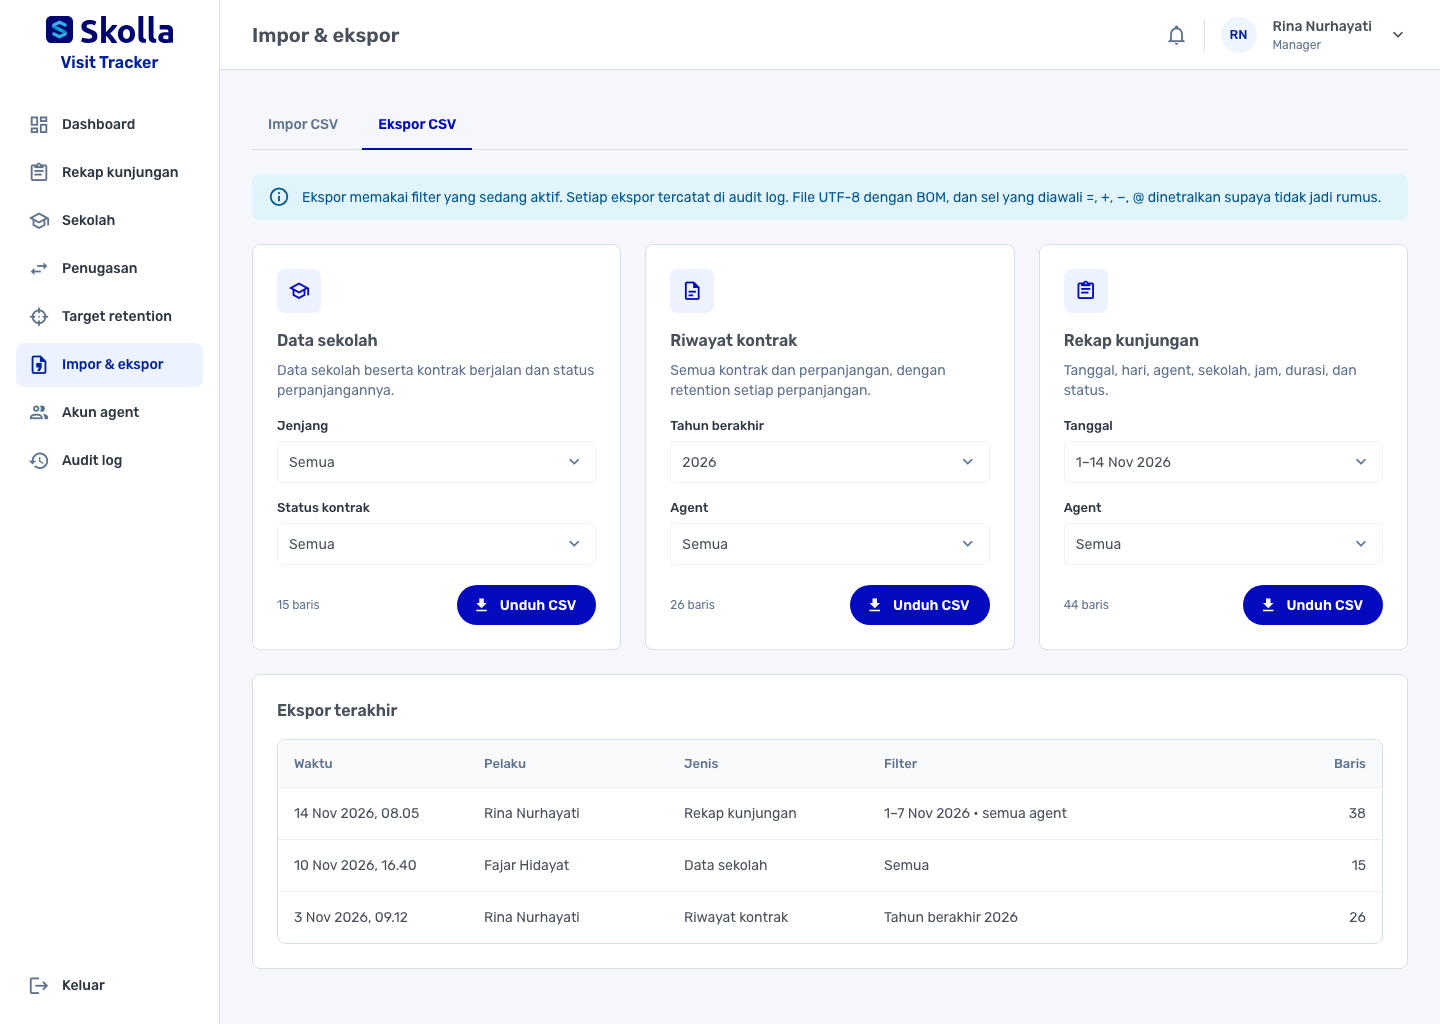 Skolla
Visit Tracker
Dashboard
Rekap kunjungan
Sekolah
Penugasan
Target retention
Impor & ekspor
Akun agent
Audit log
Keluar
Impor & ekspor
RN
Rina Nurhayati
Manager
Impor CSV
Ekspor CSV
Ekspor memakai filter yang sedang aktif. Setiap ekspor tercatat di audit log. File UTF-8 dengan BOM, dan sel yang diawali =, +, −, @ dinetralkan supaya tidak jadi rumus.
Data sekolah
Data sekolah beserta kontrak berjalan dan status
perpanjangannya.
Jenjang
Semua
Status kontrak
Semua
15 baris
Unduh CSV
Riwayat kontrak
Semua kontrak dan perpanjangan, dengan
retention setiap perpanjangan.
Tahun berakhir
2026
Agent
Semua
26 baris
Unduh CSV
Rekap kunjungan
Tanggal, hari, agent, sekolah, jam, durasi, dan
status.
Tanggal
1–14 Nov 2026
Agent
Semua
44 baris
Unduh CSV
Ekspor terakhir
Waktu Pelaku Jenis Filter Baris
14 Nov 2026, 08.05 Rina Nurhayati Rekap kunjungan 1–7 Nov 2026 • semua agent 38
10 Nov 2026, 16.40 Fajar Hidayat Data sekolah Semua 15
3 Nov 2026, 09.12 Rina Nurhayati Riwayat kontrak Tahun berakhir 2026 26